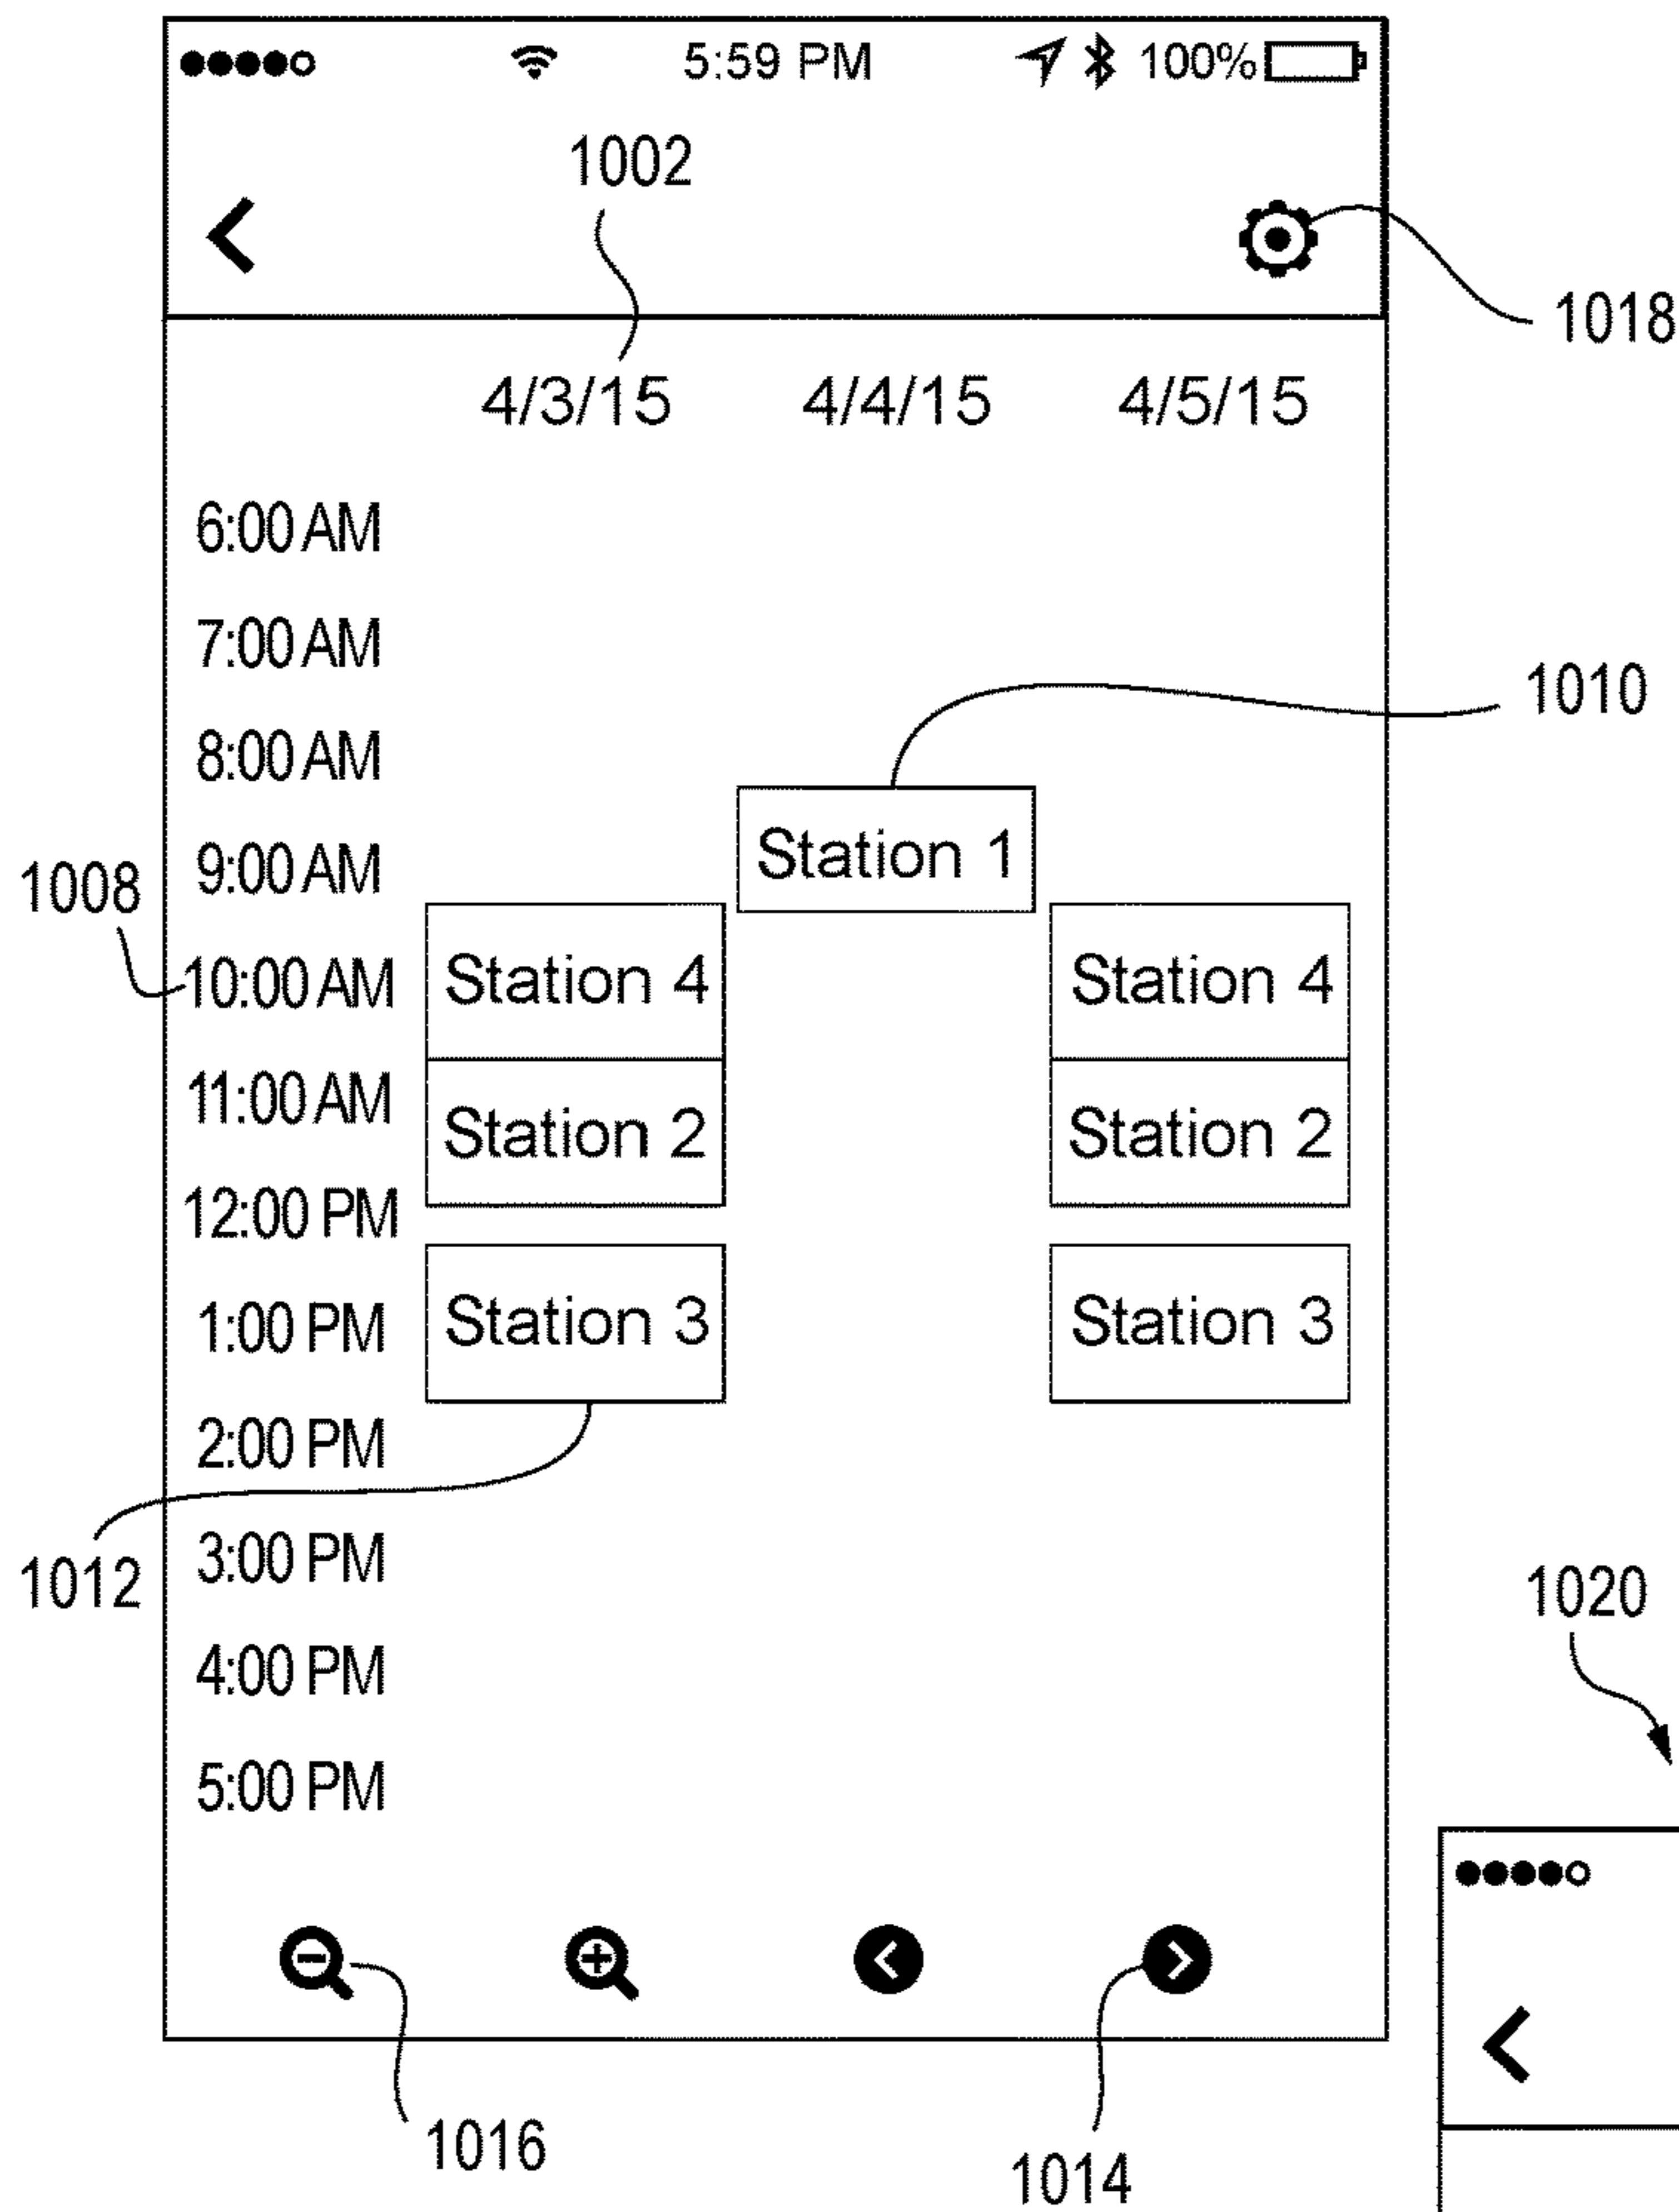 5:59 PM 100%
1002
1018
4/3/15 4/4/15 4/5/15
6:00 AM
7:00 AM
1010
8:00 AM
Station 1
9:00 AM
1008
Station 4 Station 4
10:00 AM
11:00 AM
Station 2 Station 2
12:00 PM
Station 3 Station 3
1:00 PM
2:00 PM
1012
3:00 PM
1020
4:00 PM
5:00 PM
1016
1014